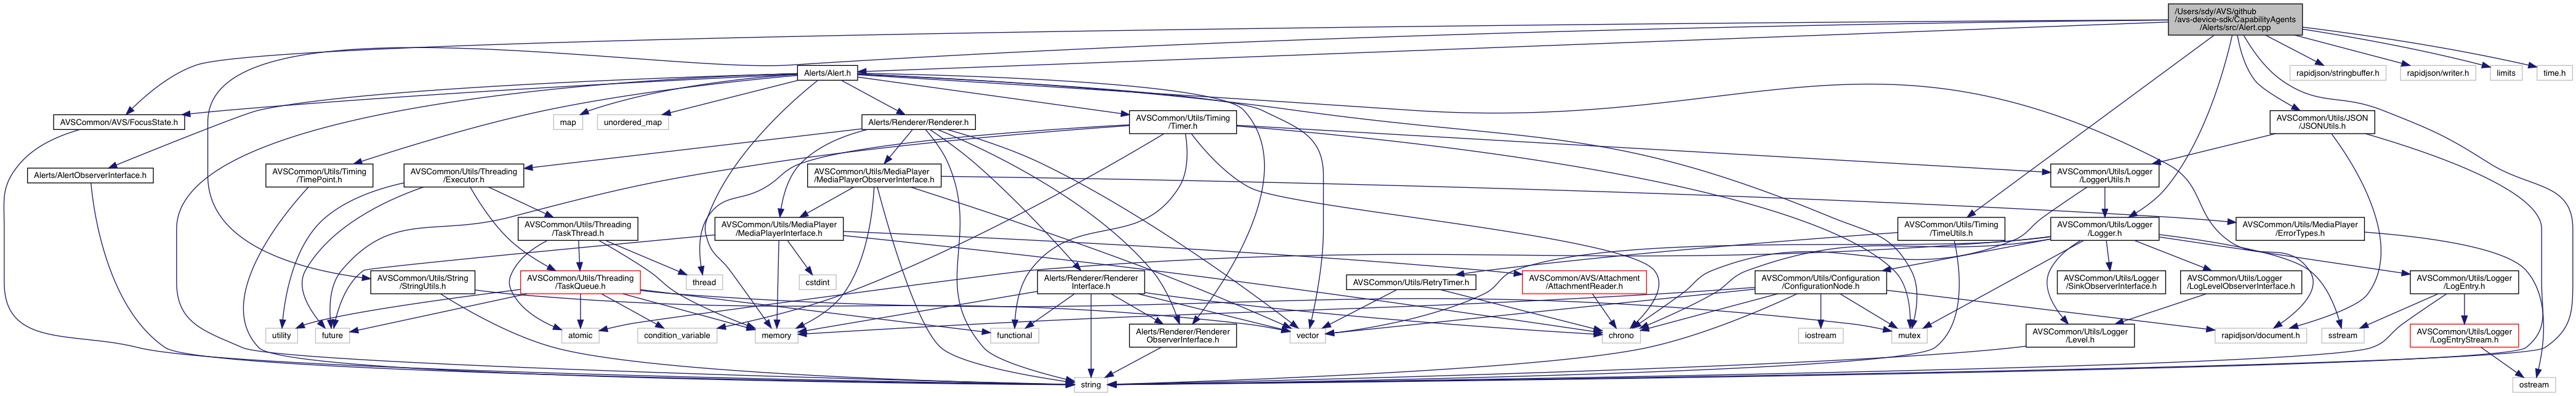 /Users/sdy/AVS/github
/avs-device-sdk/CapabilityAgents
/Alerts/src/Alert.cpp
Alerts/Alert.h
rapidjson/stringbuffer.h
rapidjson/writer.h
limits
time.h
AVSCommon/AVS/FocusState.h
map
unordered_map
Alerts/Renderer/Renderer.h
AVSCommon/Utils/Timing
/Timer.h
AVSCommon/Utils/JSON
/JSONUtils.h
Alerts/AlertObserverInterface.h
AVSCommon/Utils/Timing
/TimePoint.h
AVSCommon/Utils/Threading
/Executor.h
AVSCommon/Utils/MediaPlayer
/MediaPlayerObserverInterface.h
AVSCommon/Utils/Logger
/LoggerUtils.h
AVSCommon/Utils/Threading
/TaskThread.h
AVSCommon/Utils/MediaPlayer
/MediaPlayerInterface.h
AVSCommon/Utils/Timing
/TimeUtils.h
AVSCommon/Utils/Logger
/Logger.h
AVSCommon/Utils/MediaPlayer
/ErrorTypes.h
AVSCommon/Utils/String
/StringUtils.h
AVSCommon/Utils/Threading
/TaskQueue.h
thread
cstdint
Alerts/Renderer/Renderer
Interface.h
AVSCommon/AVS/Attachment
/AttachmentReader.h
AVSCommon/Utils/RetryTimer.h
AVSCommon/Utils/Configuration
/ConfigurationNode.h
AVSCommon/Utils/Logger
/SinkObserverInterface.h
AVSCommon/Utils/Logger
/LogLevelObserverInterface.h
AVSCommon/Utils/Logger
/LogEntry.h
utility
future
atomic
condition_variable
memory
functional
Alerts/Renderer/Renderer
ObserverInterface.h
vector
chrono
iostream
mutex
AVSCommon/Utils/Logger
/Level.h
rapidjson/document.h
sstream
AVSCommon/Utils/Logger
/LogEntryStream.h
string
ostream